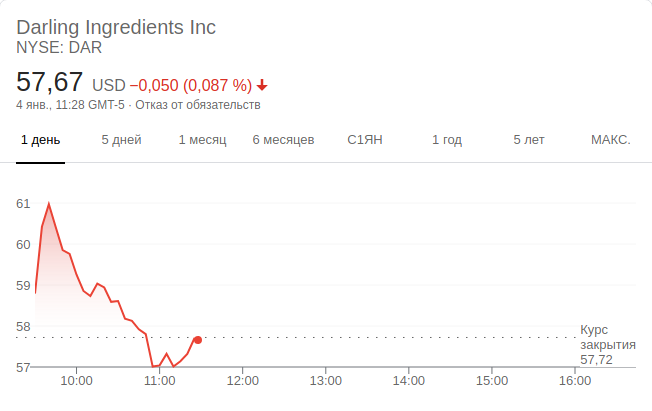 Darling Ingredients Inc
NYSE: DAR
57,67 USD −0,050 (0,087 %)
4 янв., 11:28 GMT-5 · Отказ от обязательств
1 день 5 дней 1 месяц 6 месяцев С1ЯН 1 год 5 лет МАКС.
61
60
59
58
57
Курс
закрытия
57,72
10:00 11:00 12:00 13:00 14:00 15:00 16:00